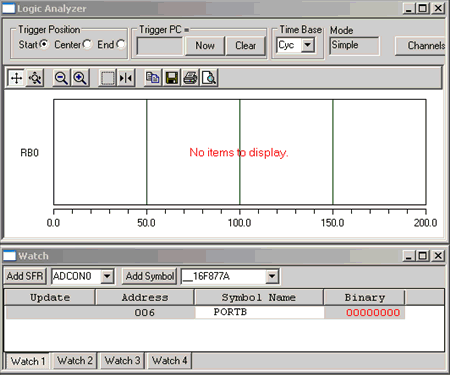 Logic Analyzer
Trigger Position
Start Center End
Trigger PC =
Now Clear
Time Base
Cyc
Mode
Simple
Channels
RB0
No items to display.
0.0 50.0 100.0 150.0 200.0
Watch
Add SFR ADCON0 Add Symbol __16F877A
Update Address Symbol Name Binary
006 PORTB 00000000
Watch 1 Watch 2 Watch 3 Watch 4